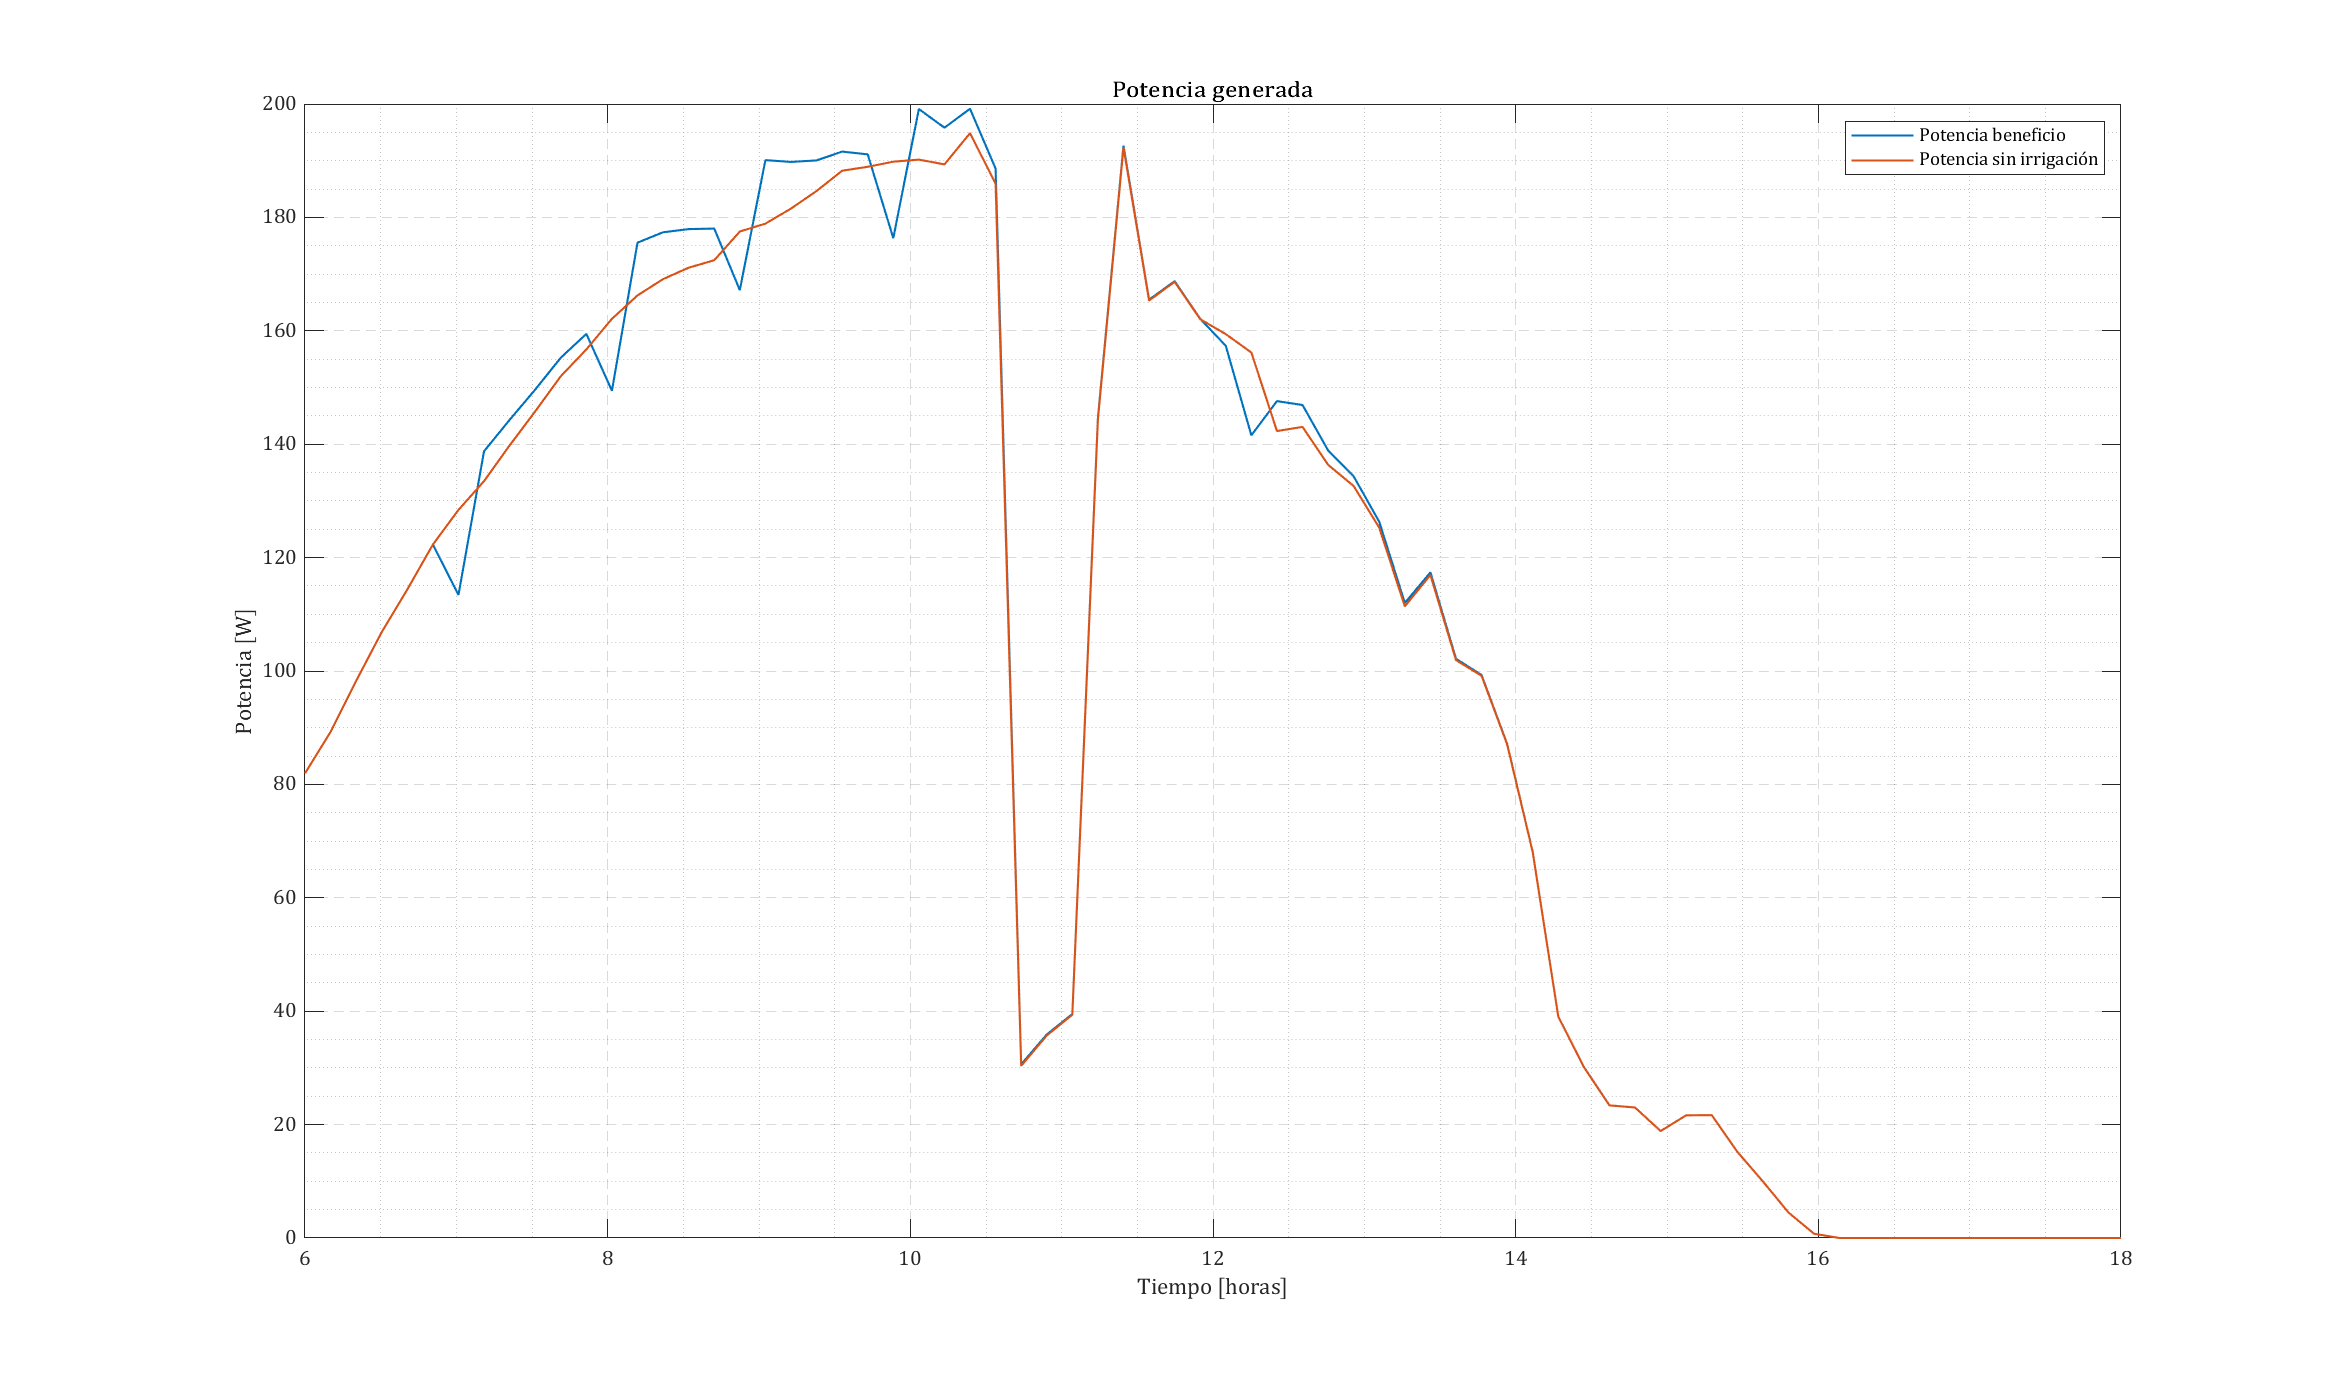 Potencia generada
200
180
160
140
120
100
80
60
40
20
0
Potencia [W]
Potencia beneficio
Potencia sin irrigación
6 8 10 12 14 16 18
Tiempo [horas]